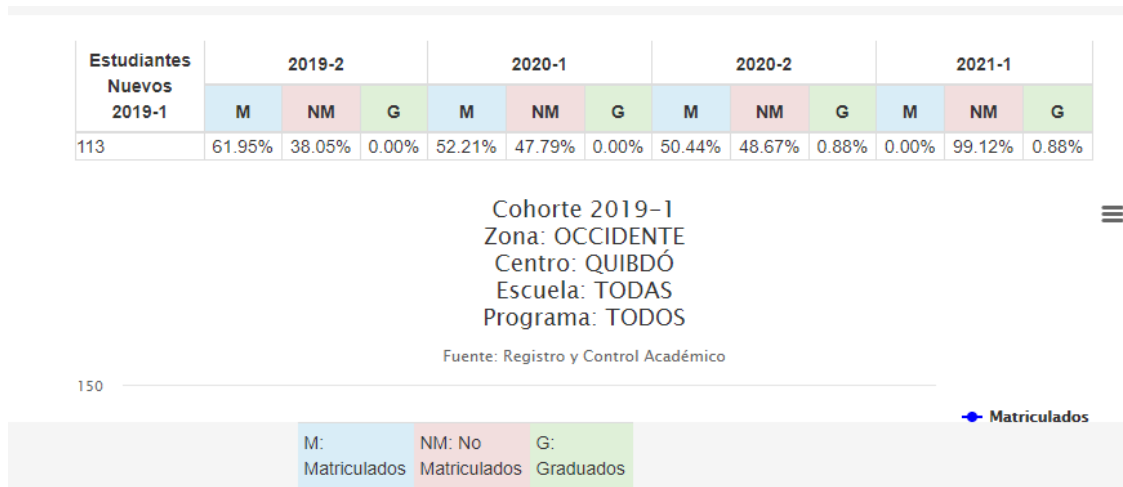 Estudiantes Nuevos 2019-1 2019-2 2020-1 2020-2 2021-1
M NM G M NM G M NM G M NM G
113 61.95% 38.05% 0.00% 52.21% 47.79% 0.00% 50.44% 48.67% 0.88% 0.00% 99.12% 0.88%
Cohorte 2019-1
Zona: OCCIDENTE
Centro: QUIBDÓ
Escuela: TODAS
Programa: TODOS
Fuente: Registro y Control Académico
150
Matriculados
M: Matriculados NM: No Matriculados G: Graduados